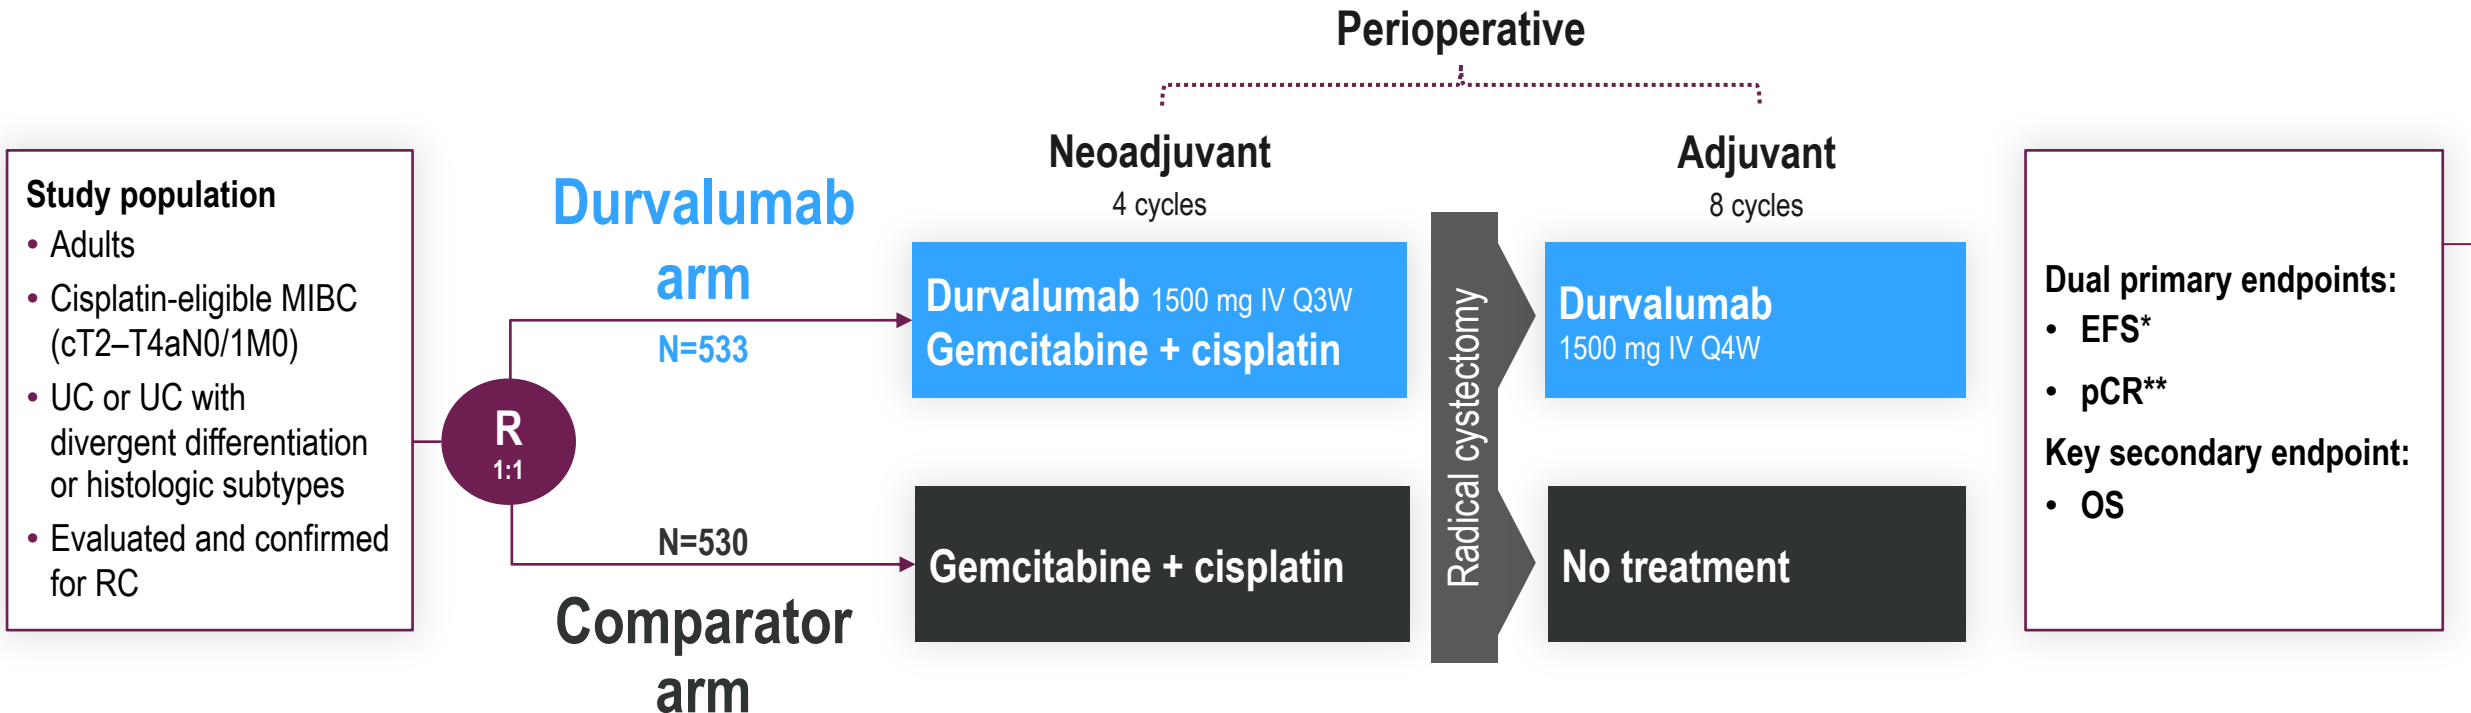 Perioperative
Study population
• Adults
• Cisplatin-eligible MIBC
(cT2–T4aN0/1M0)
• UC or UC with
divergent differentiation
or histologic subtypes
• Evaluated and confirmed
for RC
R
1:1
Durvalumab
arm
N=533
N=530
Comparator
arm
Neoadjuvant
4 cycles
Durvalumab 1500 mg IV Q3W
Gemcitabine + cisplatin
Gemcitabine + cisplatin
Radical cystectomy
Adjuvant
8 cycles
Durvalumab
1500 mg IV Q4W
No treatment
Dual primary endpoints:
• EFS*
• pCR**
Key secondary endpoint:
• OS